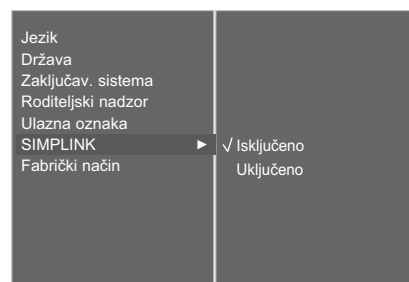 Jezik
Država
Zaključav. sistema
Roditeljski nadzor
Ulazna oznaka
SIMPLINK ► √ Isključeno
Fabrički način Uključeno